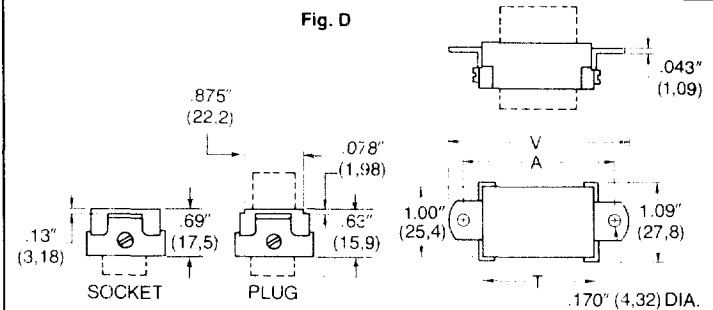 Fig. D
.043"
(1,09)
.875"
(22,2)
.078"
(1,98)
V
A
.13"
(3,18)
.69"
(17,5)
.63"
(15,9)
1.00"
(25,4)
1.09"
(27,8)
SOCKET
PLUG
T
.170" (4,32) DIA.